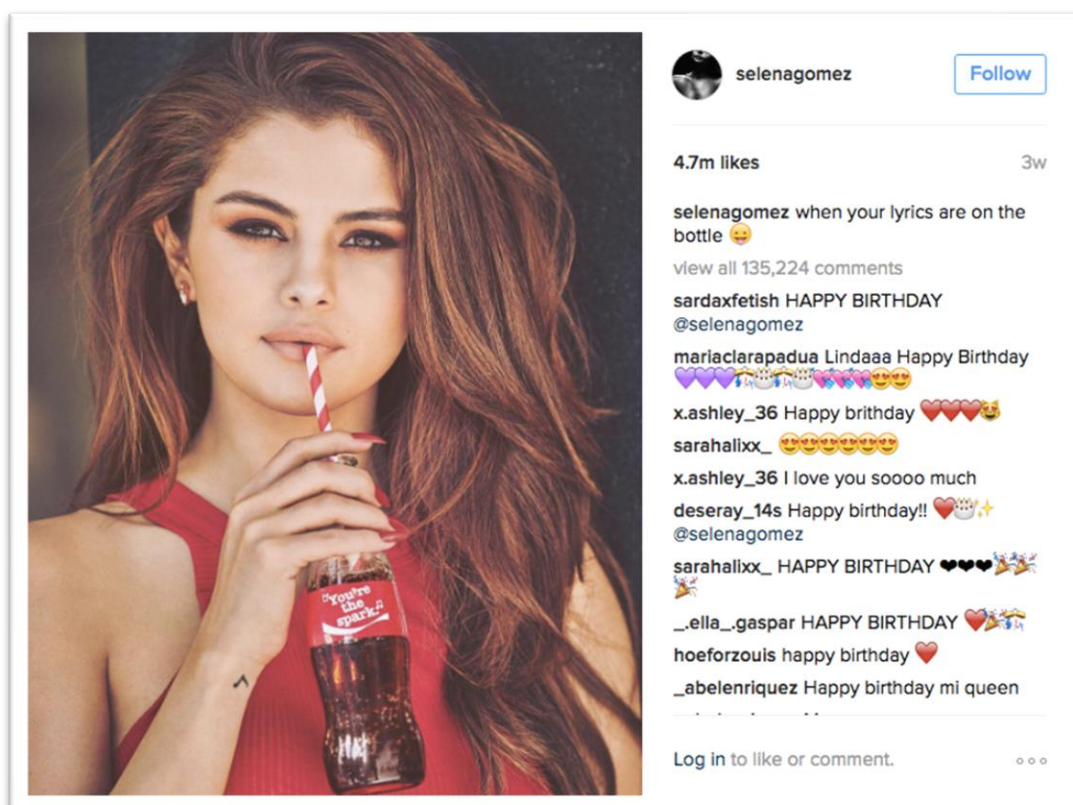 selenagomez
Follow
4.7m likes
3w
selenagomez when your lyrics are on the
bottle 😛
view all 135,224 comments
sardaxfetish HAPPY BIRTHDAY
@selenagomez
mariaclarapadua Lindaaa Happy Birthday
x.ashley_36 Happy brithday ❤️❤️❤️😻
sarahalixx_ 😍😍😍😍😍😍
x.ashley_36 I love you soooo much
deseray_14s Happy birthday!! ❤️🎂✨
@selenagomez
sarahalixx_ HAPPY BIRTHDAY ❤❤❤🎉🎉
🎉
_.ella_.gaspar HAPPY BIRTHDAY ❤️🎉🎊
hoeforzouis happy birthday ❤️
_abelenriquez Happy birthday mi queen
Log in to like or comment.
"You're
the
spark."